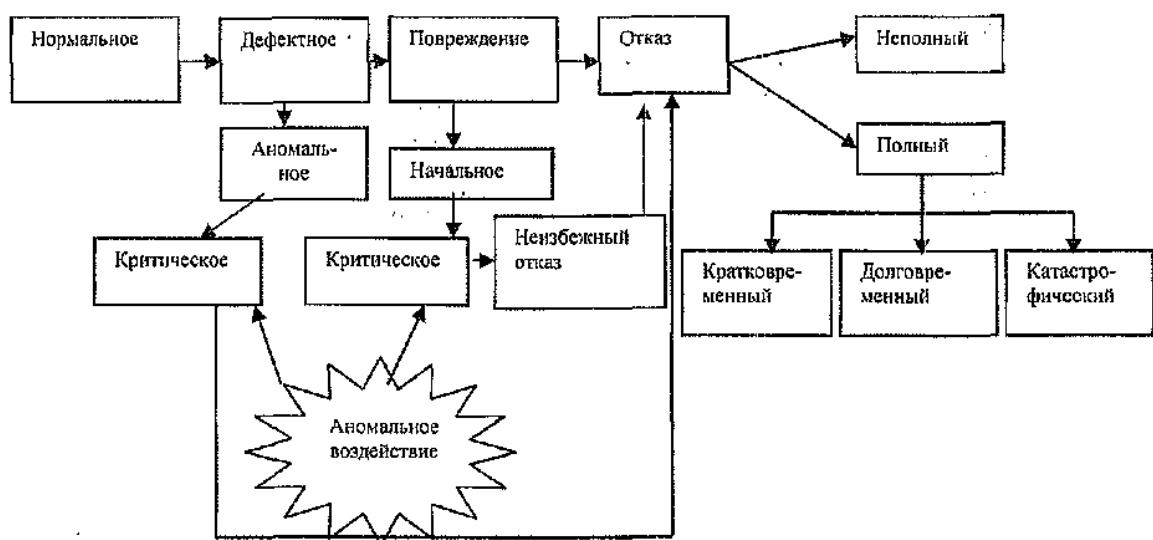 Нормальное
Дефектное
Повреждение
Отказ
Неполный
Аномаль-
ное
Начальное
Полный
Критическое
Критическое
Неизбежный
отказ
Кратковре-
менный
Долговре-
менный
Катастро-
фический
Аномальное
воздействие